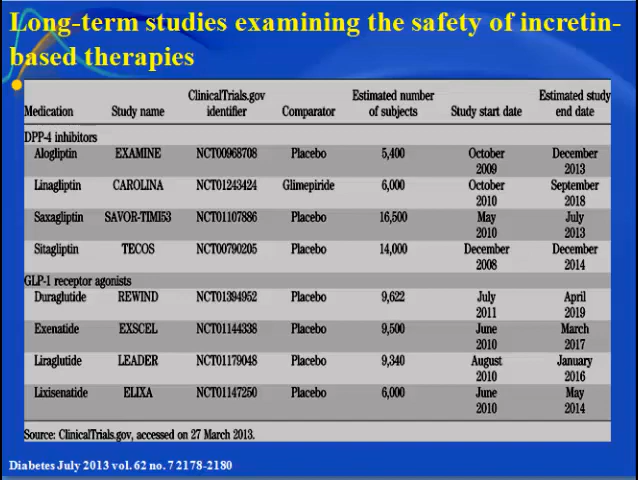 Long-term studies examining the safety of incretin-
based therapies
Medication Study name ClinicalTrials.gov identifier Comparator Estimated number of subjects Study start date Estimated study end date
DPP-4 inhibitors
Alogliptin EXAMINE NCT00968708 Placebo 5,400 October 2009 December 2013
Linagliptin CAROLINA NCT01243424 Glimepiride 6,000 October 2010 September 2018
Saxagliptin SAVOR-TIMI53 NCT01107886 Placebo 16,500 May 2010 July 2013
Sitagliptin TECOS NCT00790205 Placebo 14,000 December 2008 December 2014
GLP-1 receptor agonists
Duraglutide REWIND NCT01394952 Placebo 9,622 July 2011 April 2019
Exenatide EXSCEL NCT01144338 Placebo 9,500 June 2010 March 2017
Liraglutide LEADER NCT01179048 Placebo 9,340 August 2010 January 2016
Lixisenatide ELIXA NCT01147250 Placebo 6,000 June 2010 May 2014
Source: ClinicalTrials.gov, accessed on 27 March 2013.
Diabetes July 2013 vol. 62 no. 7 2178-2180